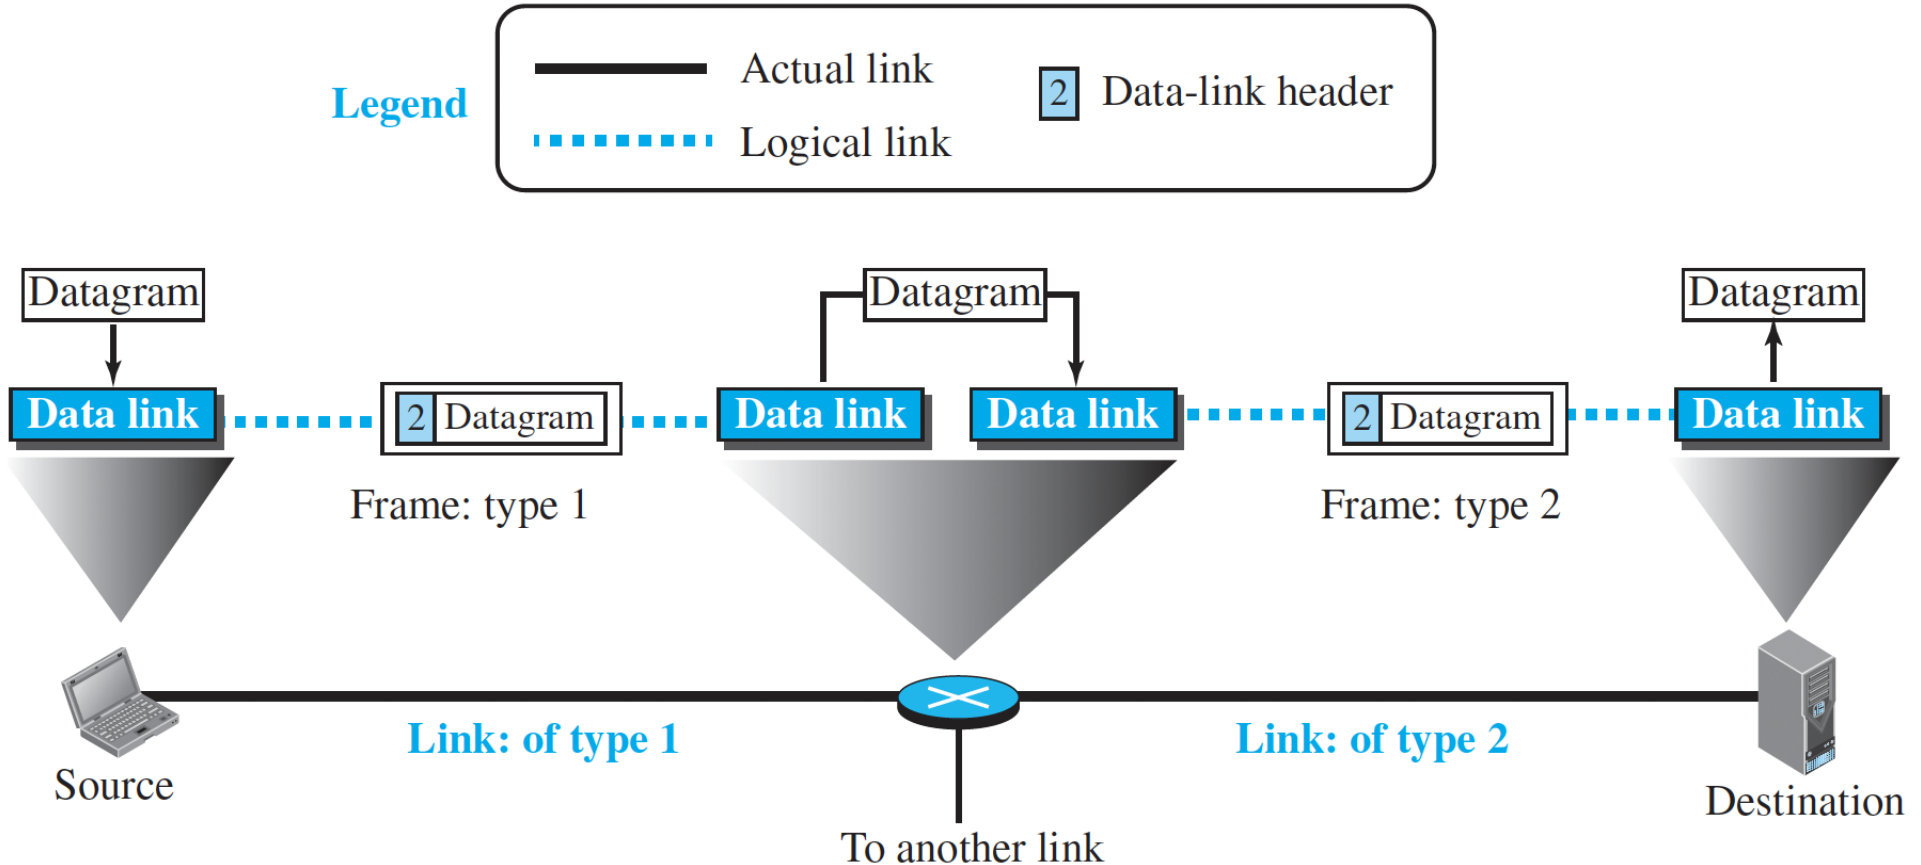 Legend
Actual link
Logical link
2 Data-link header
Datagram
Datagram
Datagram
Data link
2 Datagram
Data link
Data link
2 Datagram
Data link
Frame: type 1
Frame: type 2
Link: of type 1
Link: of type 2
Source
Destination
To another link